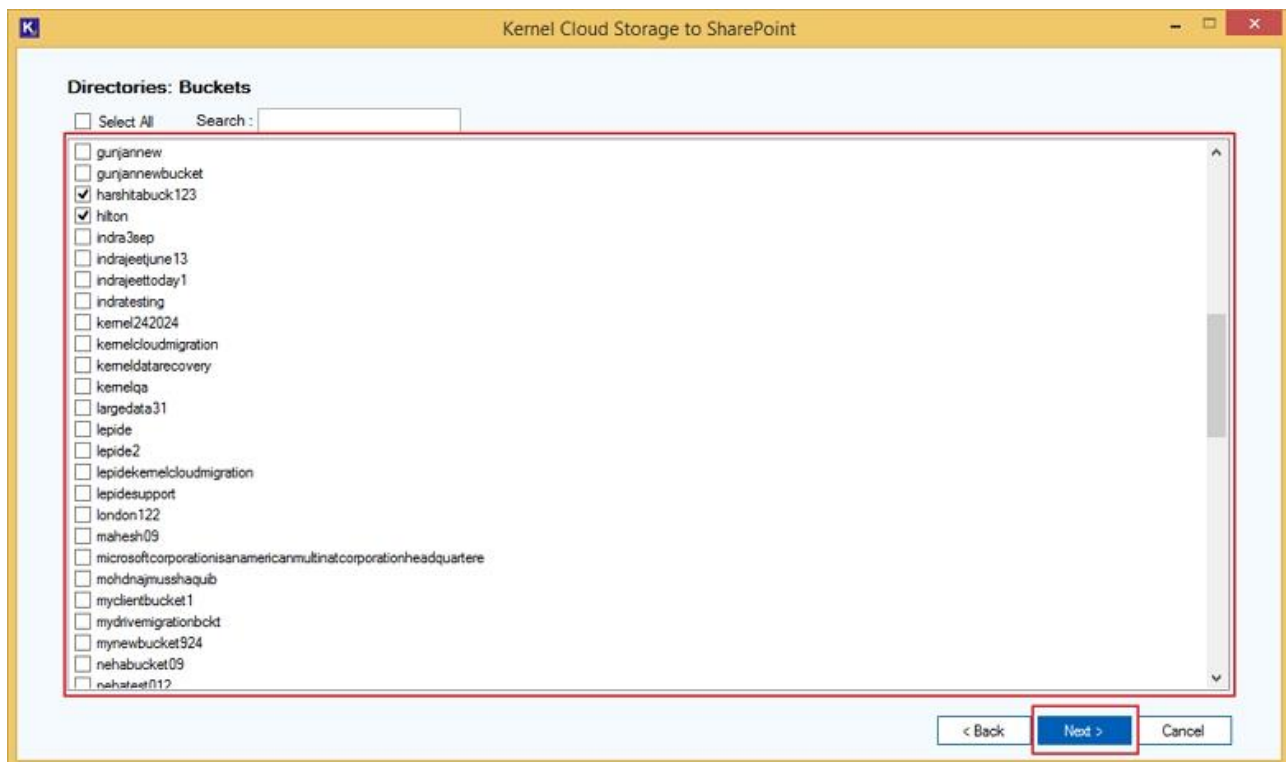 K
Kernel Cloud Storage to SharePoint
Directories: Buckets
Select All Search :
gunjannew
gunjannewbucket
harshitabuck123
hilton
indra3sep
indrajeetjune13
indrajeettoday1
indratesting
kernel242024
kernelcloudmigration
kerneldatarecovery
kernelqa
largedata31
lepide
lepide2
lepidekernelcloudmigration
lepidesupport
london122
mahesh09
microsoftcorporationisanamericanmultinatcorporationheadquartere
mohdnajmusshaquib
myclientbucket1
mydrivemigrationbckt
mynewbucket924
nehabucket09
nehatest012
< Back Next > Cancel